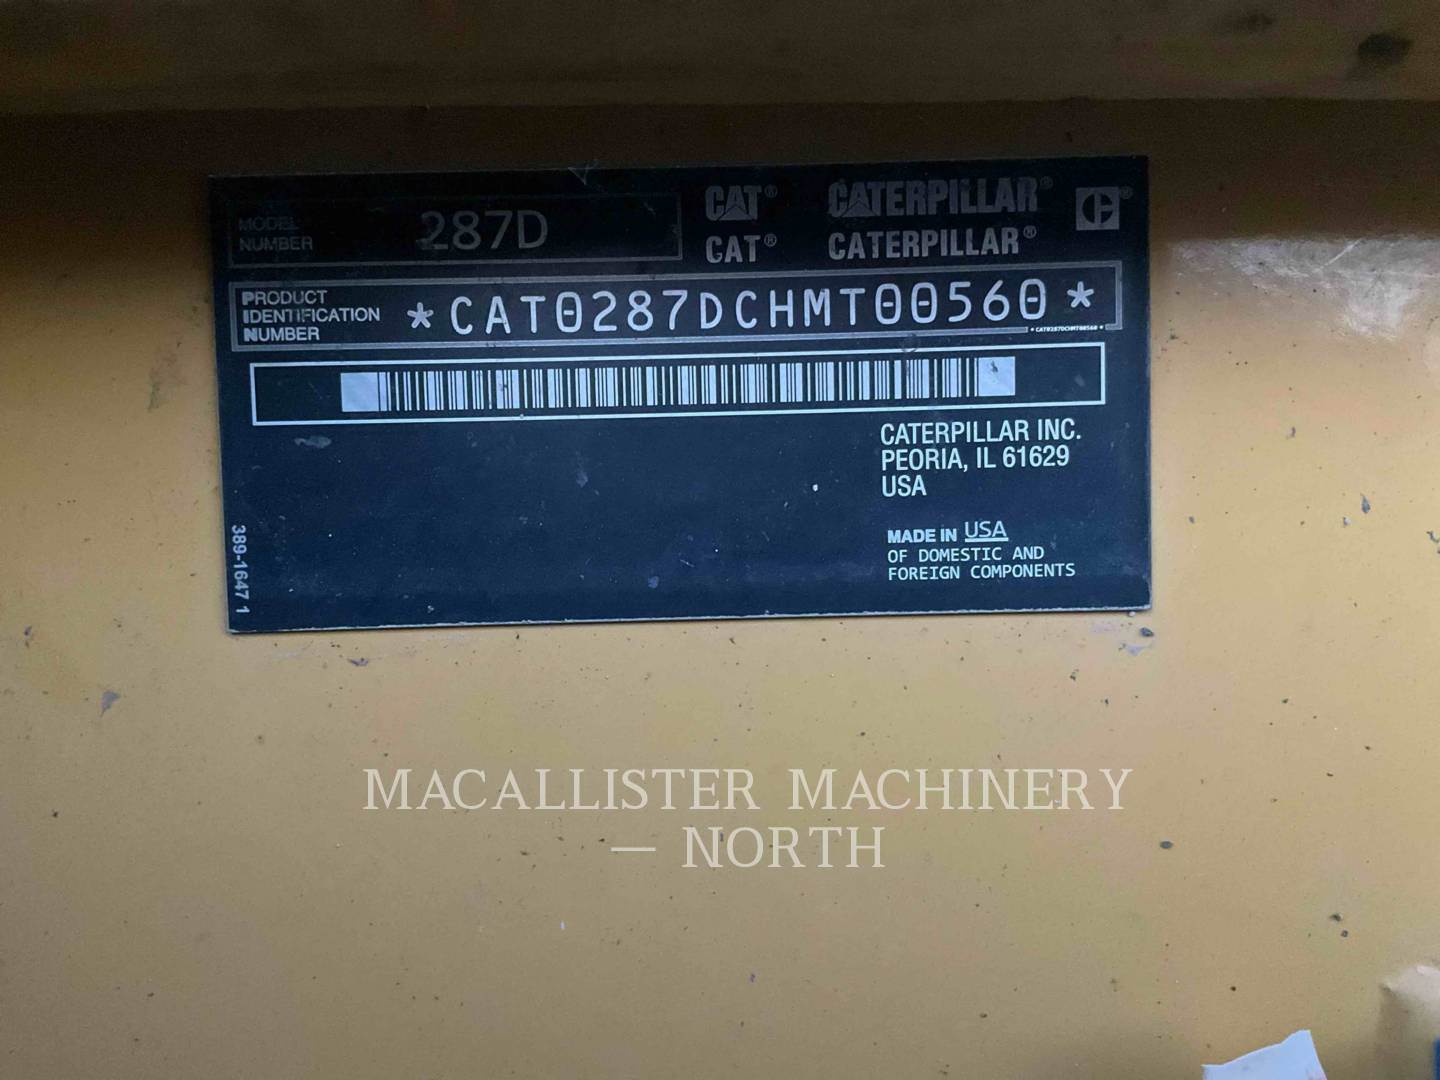 MODEL
NUMBER
287D
CAT® CATERPILLAR®
CAT® CATERPILLAR®
PRODUCT
IDENTIFICATION
NUMBER
*CAT0287DCHMT00560*
*CAT0287DCHMT00560*
CATERPILLAR INC.
PEORIA, IL 61629
USA
MADE IN USA
OF DOMESTIC AND
FOREIGN COMPONENTS
389-1647 1
MACALLISTER MACHINERY
— NORTH